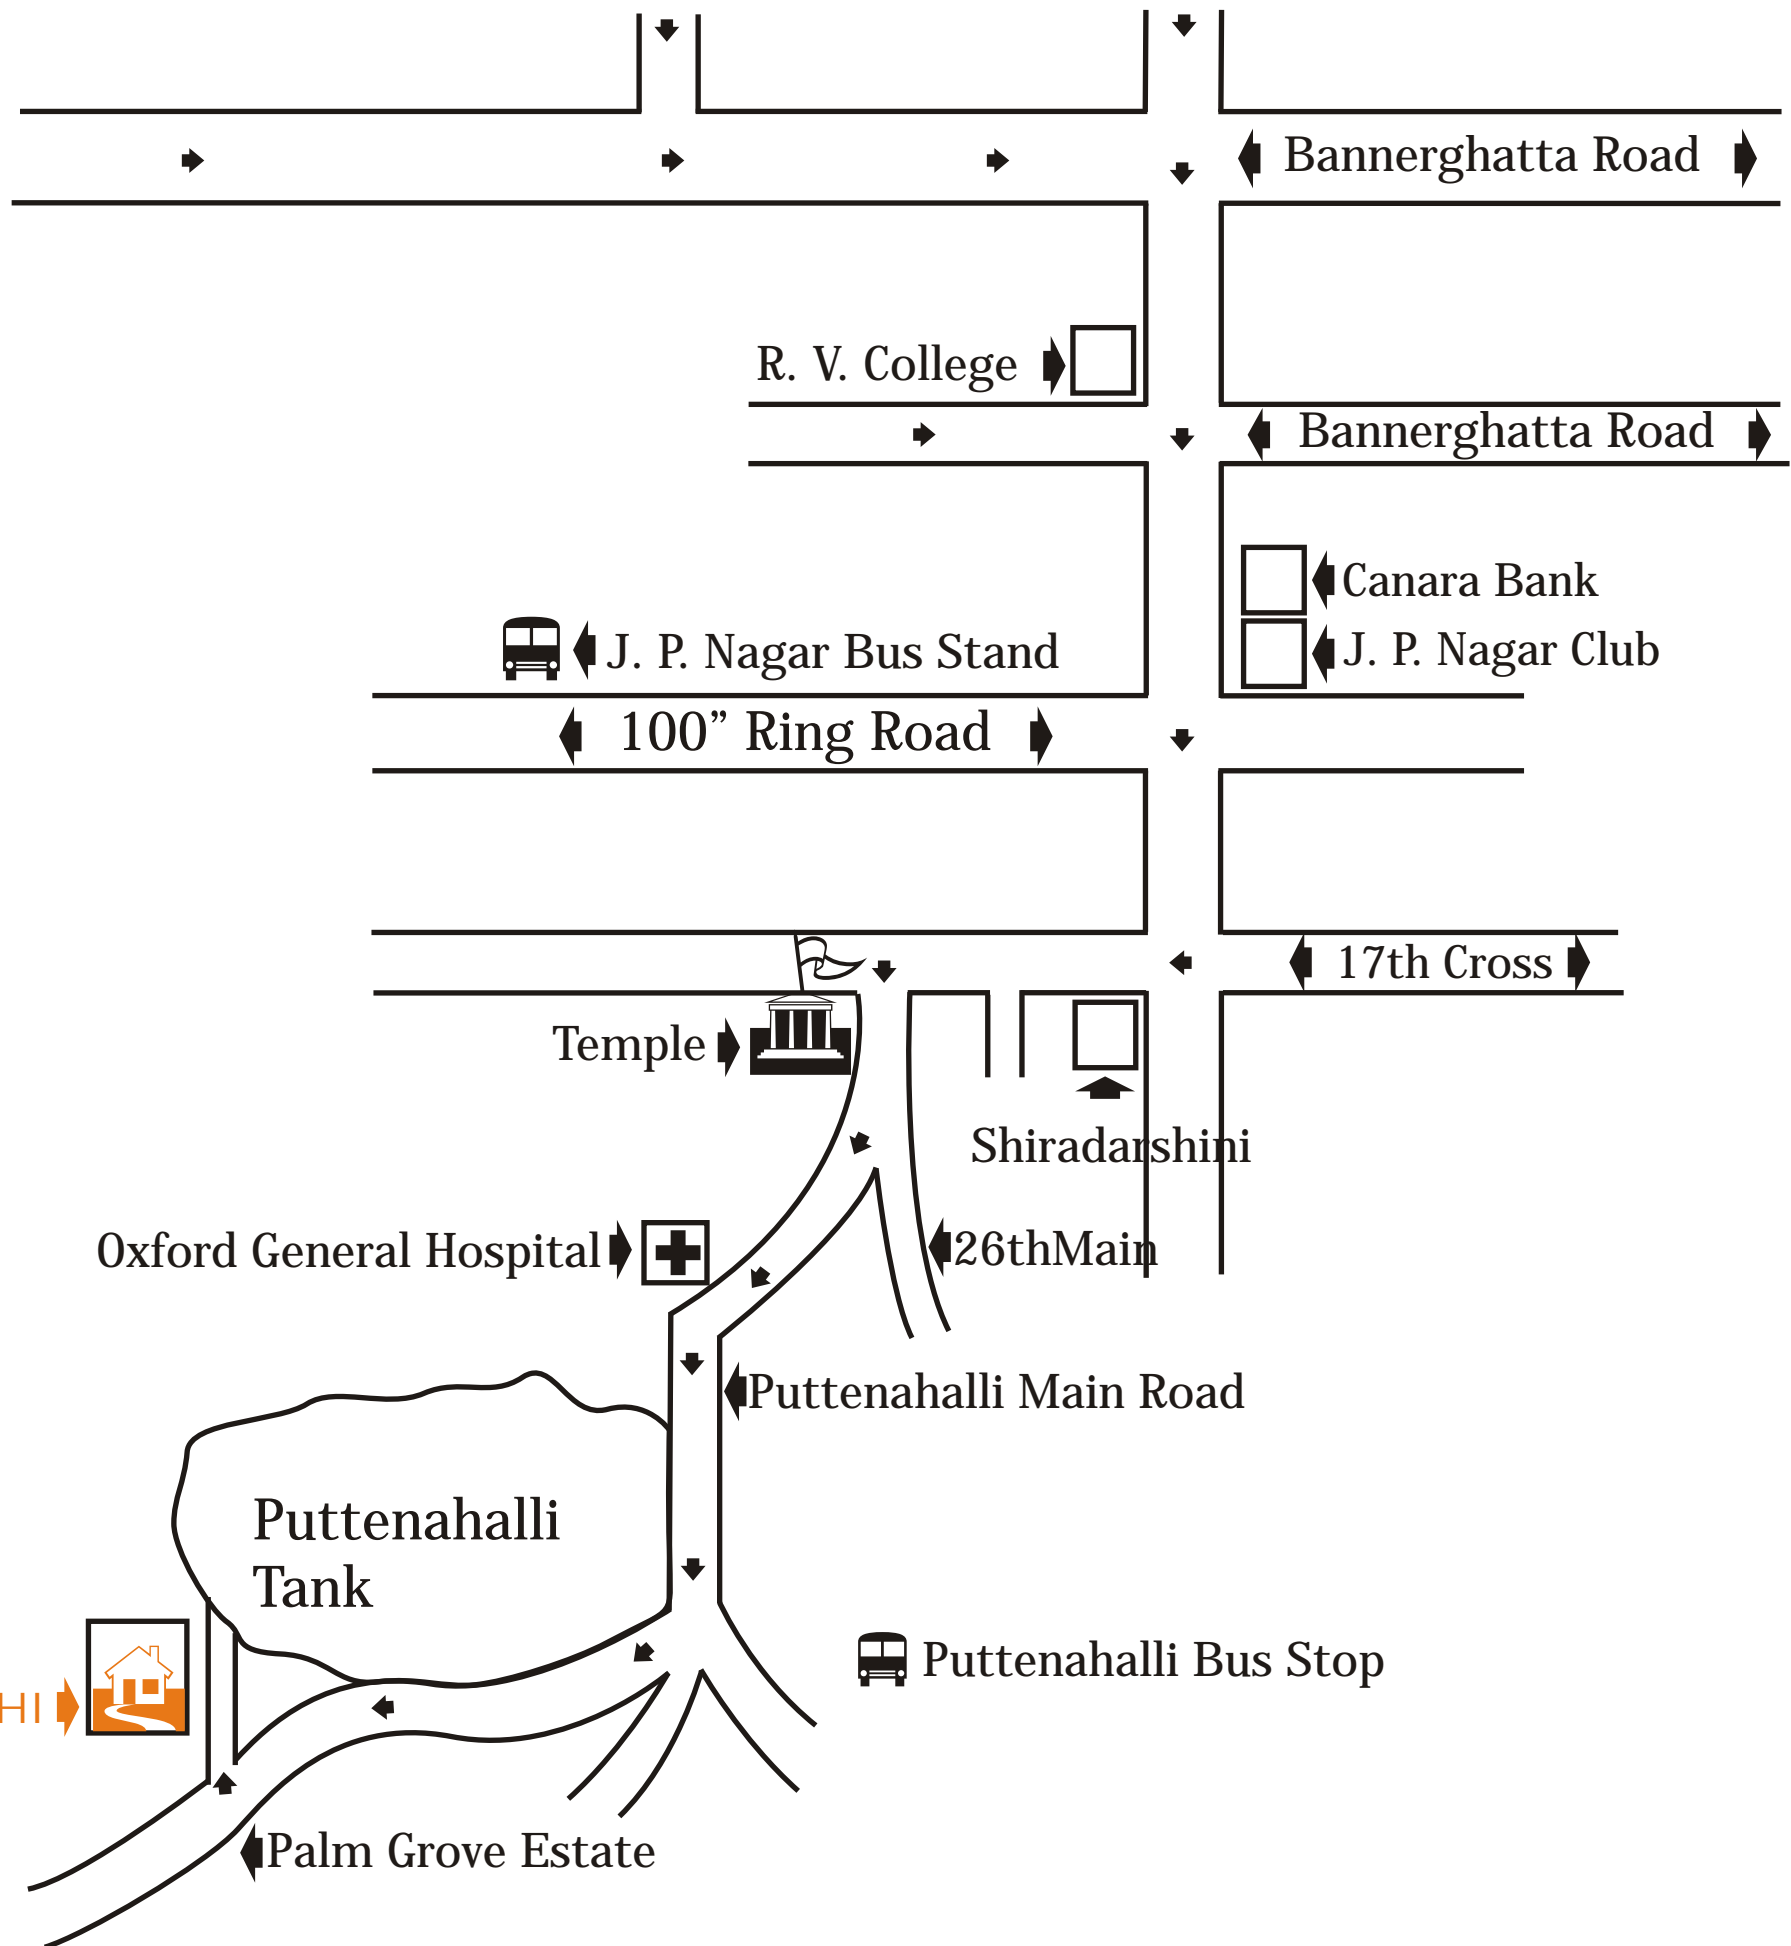 Bannerghatta Road
R. V. College
Bannerghatta Road
Canara Bank
J. P. Nagar Bus Stand
J. P. Nagar Club
100” Ring Road
17th Cross
Temple
Shiradarshini
Oxford General Hospital
26thMain
Puttenahalli Main Road
Puttenahalli
Tank
Puttenahalli Bus Stop
HI
Palm Grove Estate